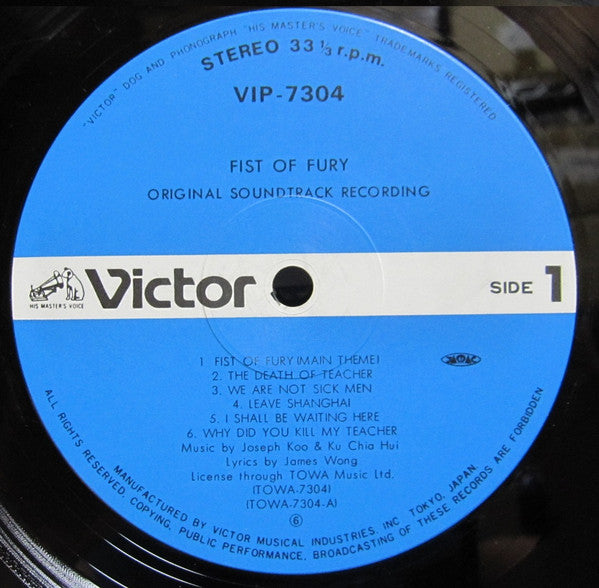 "VICTOR" DOG AND PHONOGRAPH "HIS MASTER'S VOICE" TRADEMARKS REGISTERED
STEREO 33 1/3 r.p.m.
VIP-7304
FIST OF FURY
ORIGINAL SOUNDTRACK RECORDING
HIS MASTER'S VOICE
Victor
SIDE 1
1 FIST OF FURY(MAIN THEME)
2. THE DEATH OF TEACHER
3. WE ARE NOT SICK MEN
4. LEAVE SHANGHAI
5. I SHALL BE WAITING HERE
6. WHY DID YOU KILL MY TEACHER
Music by Joseph Koo & Ku Chia Hui
Lyrics by James Wong
License through TOWA Music Ltd.
(TOWA-7304)
(TOWA-7304-A)
⑥
MANUFACTURED BY VICTOR MUSICAL INDUSTRIES, INC. TOKYO, JAPAN
ALL RIGHTS RESERVED. COPYING, PUBLIC PERFORMANCE, BROADCASTING OF THESE RECORDS ARE FORBIDDEN